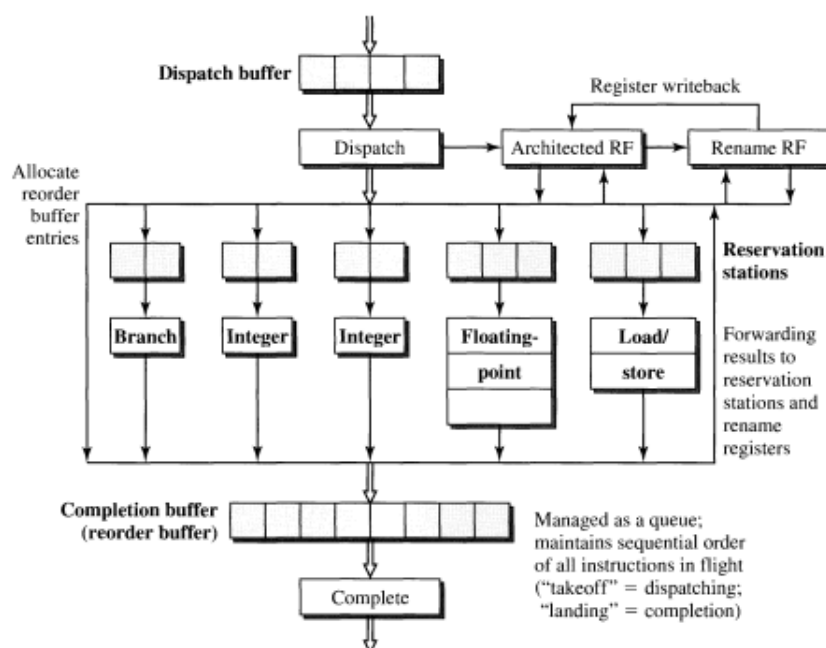 Dispatch buffer
Register writeback
Dispatch
Architected RF
Rename RF
Allocate
reorder
buffer
entries
Reservation
stations
Branch
Integer
Integer
Floating-
point
Load/
store
Forwarding
results to
reservation
stations and
rename
registers
Completion buffer
(reorder buffer)
Managed as a queue;
maintains sequential order
of all instructions in flight
(“takeoff” = dispatching;
“landing” = completion)
Complete